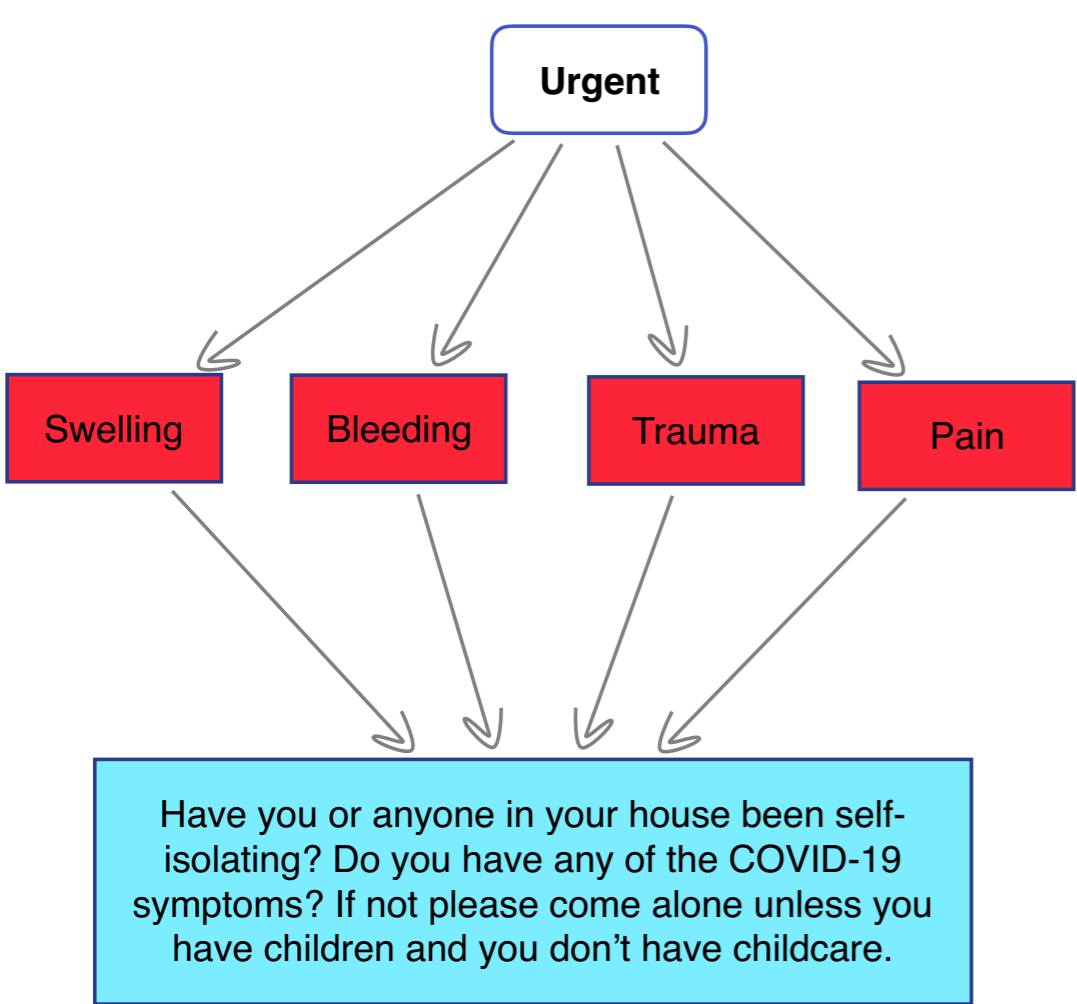 Urgent
Swelling
Bleeding
Trauma
Pain
Have you or anyone in your house been self-
isolating? Do you have any of the COVID-19
symptoms? If not please come alone unless you
have children and you don’t have childcare.